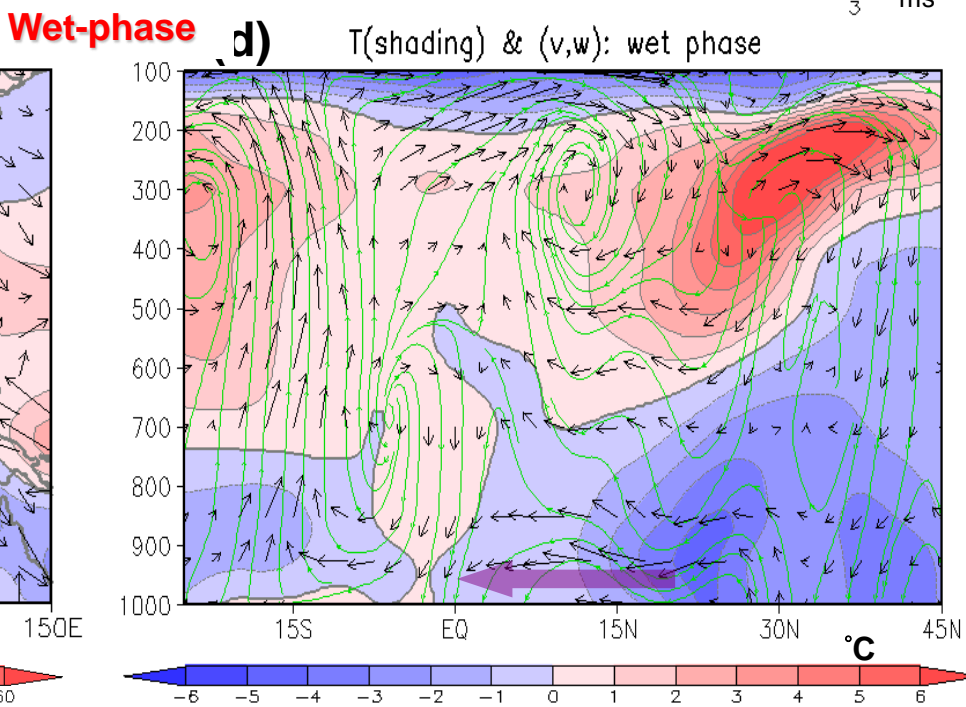 3 ms
Wet-phase
d) T(shading) & (v,w): wet phase
100
200
300
400
500
600
700
800
900
1000
150E 15S EQ 15N 30N 45N
°C
60 −6 −5 −4 −3 −2 −1 0 1 2 3 4 5 6